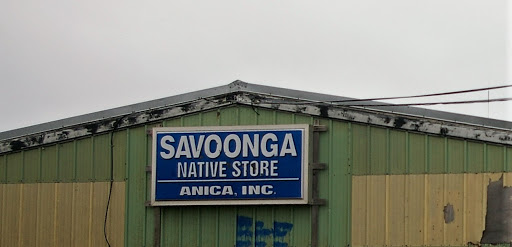 SAVOONGA
NATIVE STORE
ANICA, INC.